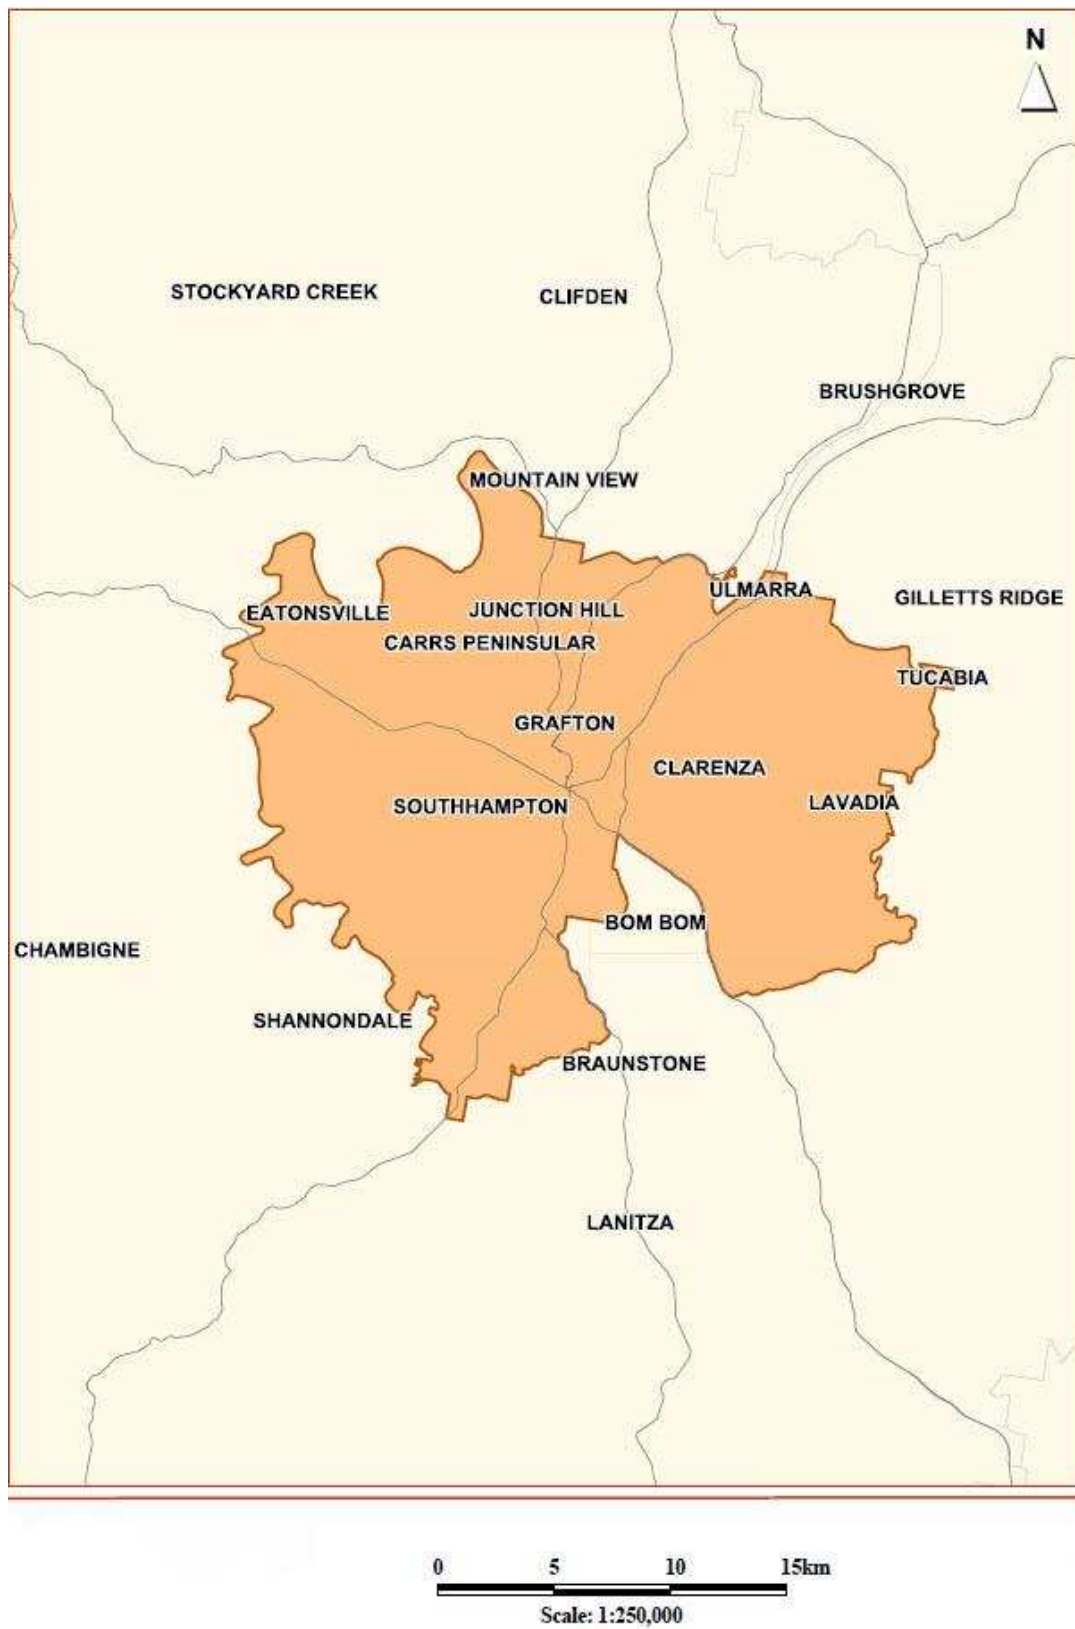 N
STOCKYARD CREEK
CLIFDEN
BRUSHGROVE
MOUNTAIN VIEW
ULMARRA
GILLETTS RIDGE
EATONSVILLE
JUNCTION HILL
CARRS PENINSULAR
TUCABIA
GRAFTON
CLARENZA
SOUTHHAMPTON
LAVADIA
BOM BOM
CHAMBIGNE
SHANNONDALE
BRAUNSTONE
LANITZA
0 5 10 15km
Scale: 1:250,000